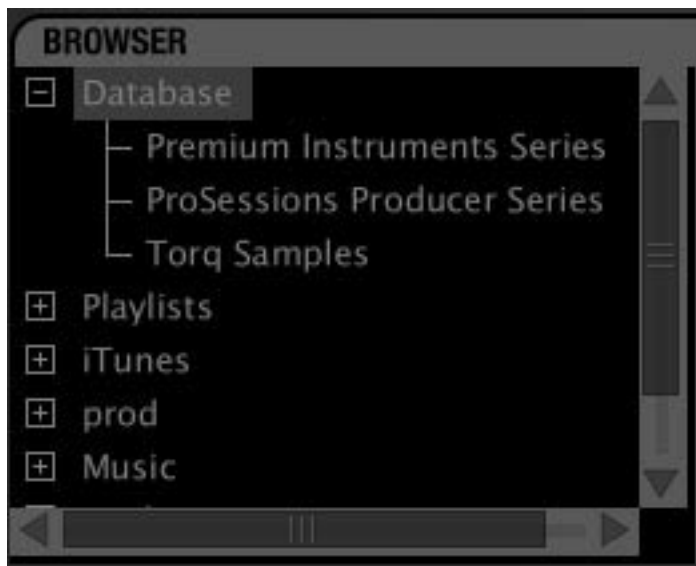 BROWSER
Database
Premium Instruments Series
ProSessions Producer Series
Torq Samples
Playlists
iTunes
prod
Music